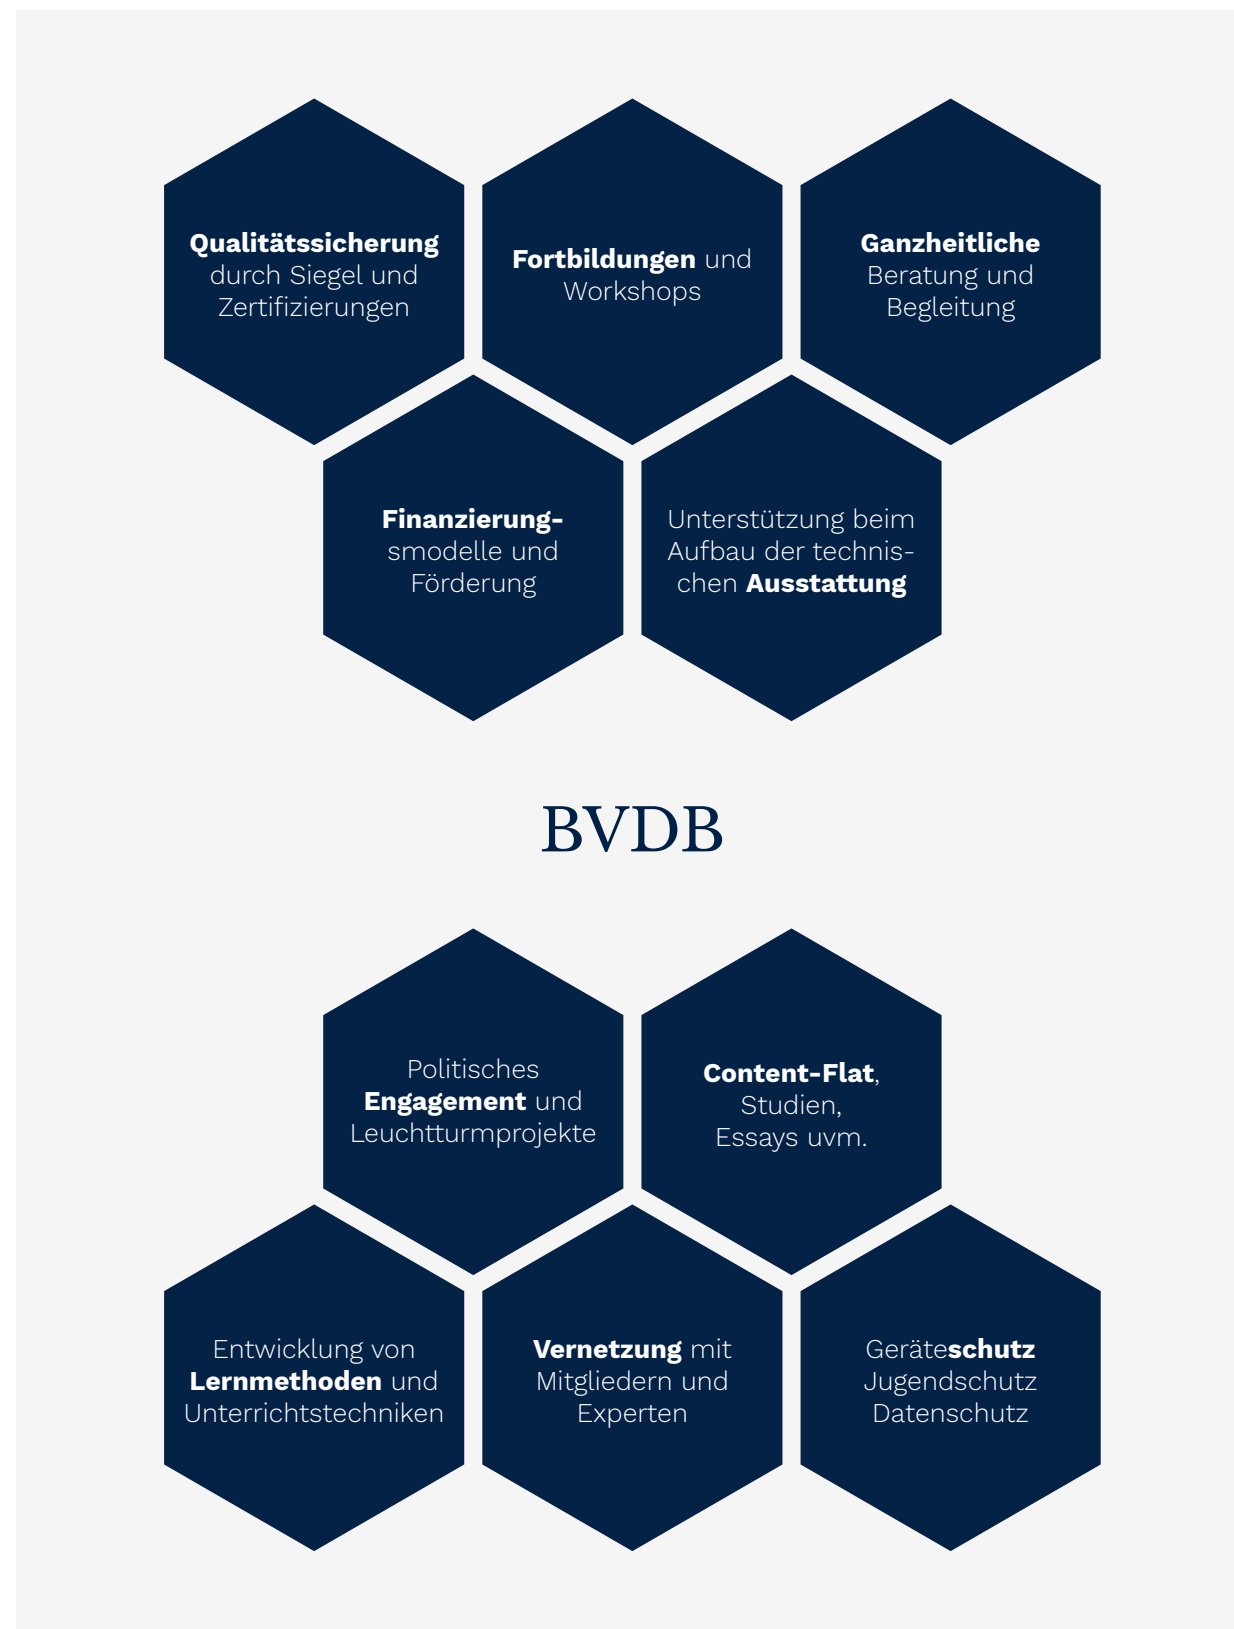 Qualitätssicherung
durch Siegel und
Zertifizierungen
Fortbildungen und
Workshops
Ganzheitliche
Beratung und
Begleitung
Finanzierung-
smodelle und
Förderung
Unterstützung beim
Aufbau der technis-
chen Ausstattung
BVDB
Politisches
Engagement und
Leuchtturmprojekte
Content-Flat,
Studien,
Essays uvm.
Entwicklung von
Lernmethoden und
Unterrichtstechniken
Vernetzung mit
Mitgliedern und
Experten
Geräteschutz
Jugendschutz
Datenschutz